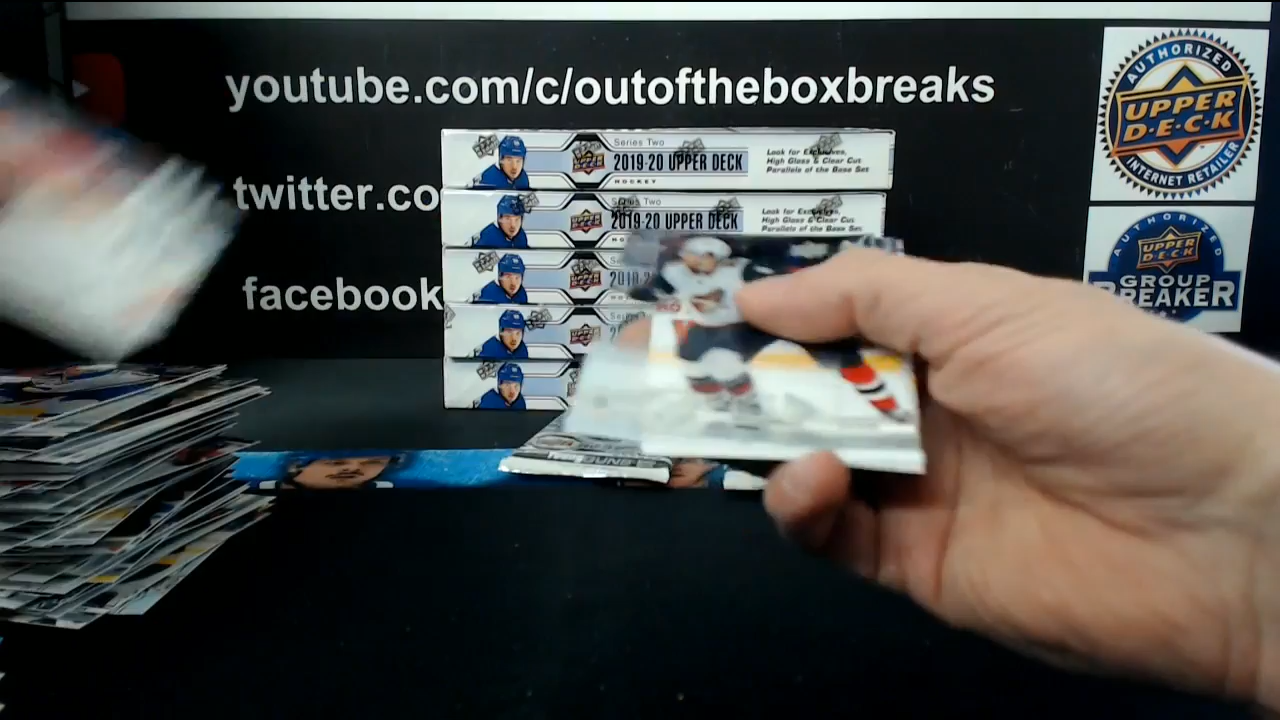 youtube.com/c/outoftheboxbreaks
twitter.co
facebook
Series Two
2019-20 UPPER DECK
HOCKEY
Look for Exclusives,
High Gloss & Clear Cut
Parallels of the Base Set
Series Two
2019-20 UPPER DECK
Look for Exclusives,
High Gloss & Clear Cut
Parallels of the Base Set
AUTHORIZED
UPPER
D·E·C·K
INTERNET RETAILER
AUTHORIZED
UPPER
DECK
GROUP
BREAKER